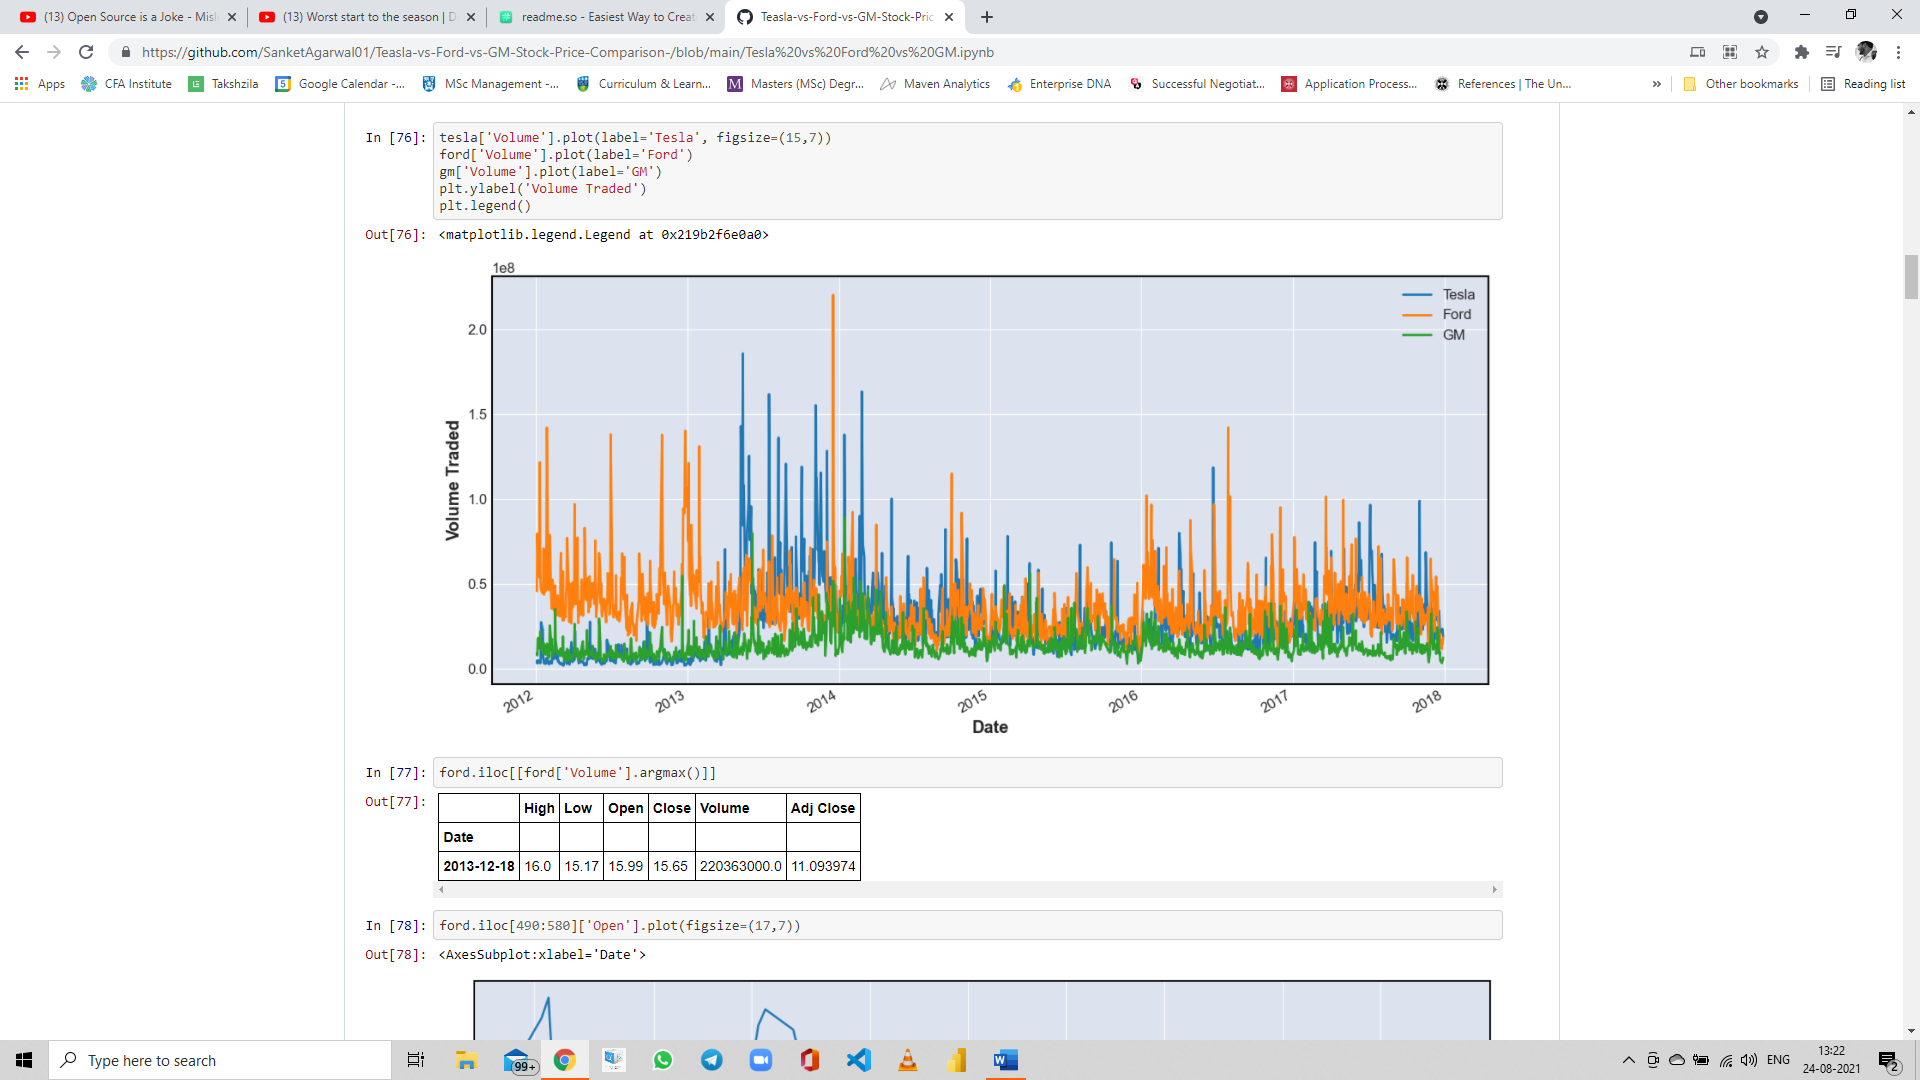 (13) Open Source is a Joke - Misl
(13) Worst start to the season | D
readme.so - Easiest Way to Creat
Teasla-vs-Ford-vs-GM-Stock-Pric
https://github.com/SanketAgarwal01/Teasla-vs-Ford-vs-GM-Stock-Price-Comparison-/blob/main/Tesla%20vs%20Ford%20vs%20GM.ipynb
Apps
CFA Institute
Takshzila
Google Calendar -...
MSc Management -...
Curriculum & Learn...
Masters (MSc) Degr...
Maven Analytics
Enterprise DNA
Successful Negotiat...
Application Process...
References | The Un...
»
Other bookmarks
Reading list
In [76]:
tesla['Volume'].plot(label='Tesla', figsize=(15,7))
ford['Volume'].plot(label='Ford')
gm['Volume'].plot(label='GM')
plt.ylabel('Volume Traded')
plt.legend()
Out[76]:
<matplotlib.legend.Legend at 0x219b2f6e0a0>
1e8
Tesla
Ford
GM
2.0
1.5
1.0
0.5
0.0
Volume Traded
2012
2013
2014
2015
2016
2017
2018
Date
In [77]:
ford.iloc[[ford['Volume'].argmax()]]
Out[77]:
High Low Open Close Volume Adj Close
Date
2013-12-18 16.0 15.17 15.99 15.65 220363000.0 11.093974
In [78]:
ford.iloc[490:580]['Open'].plot(figsize=(17,7))
Out[78]:
<AxesSubplot:xlabel='Date'>
Type here to search
99+
ENG
13:22
24-08-2021
2